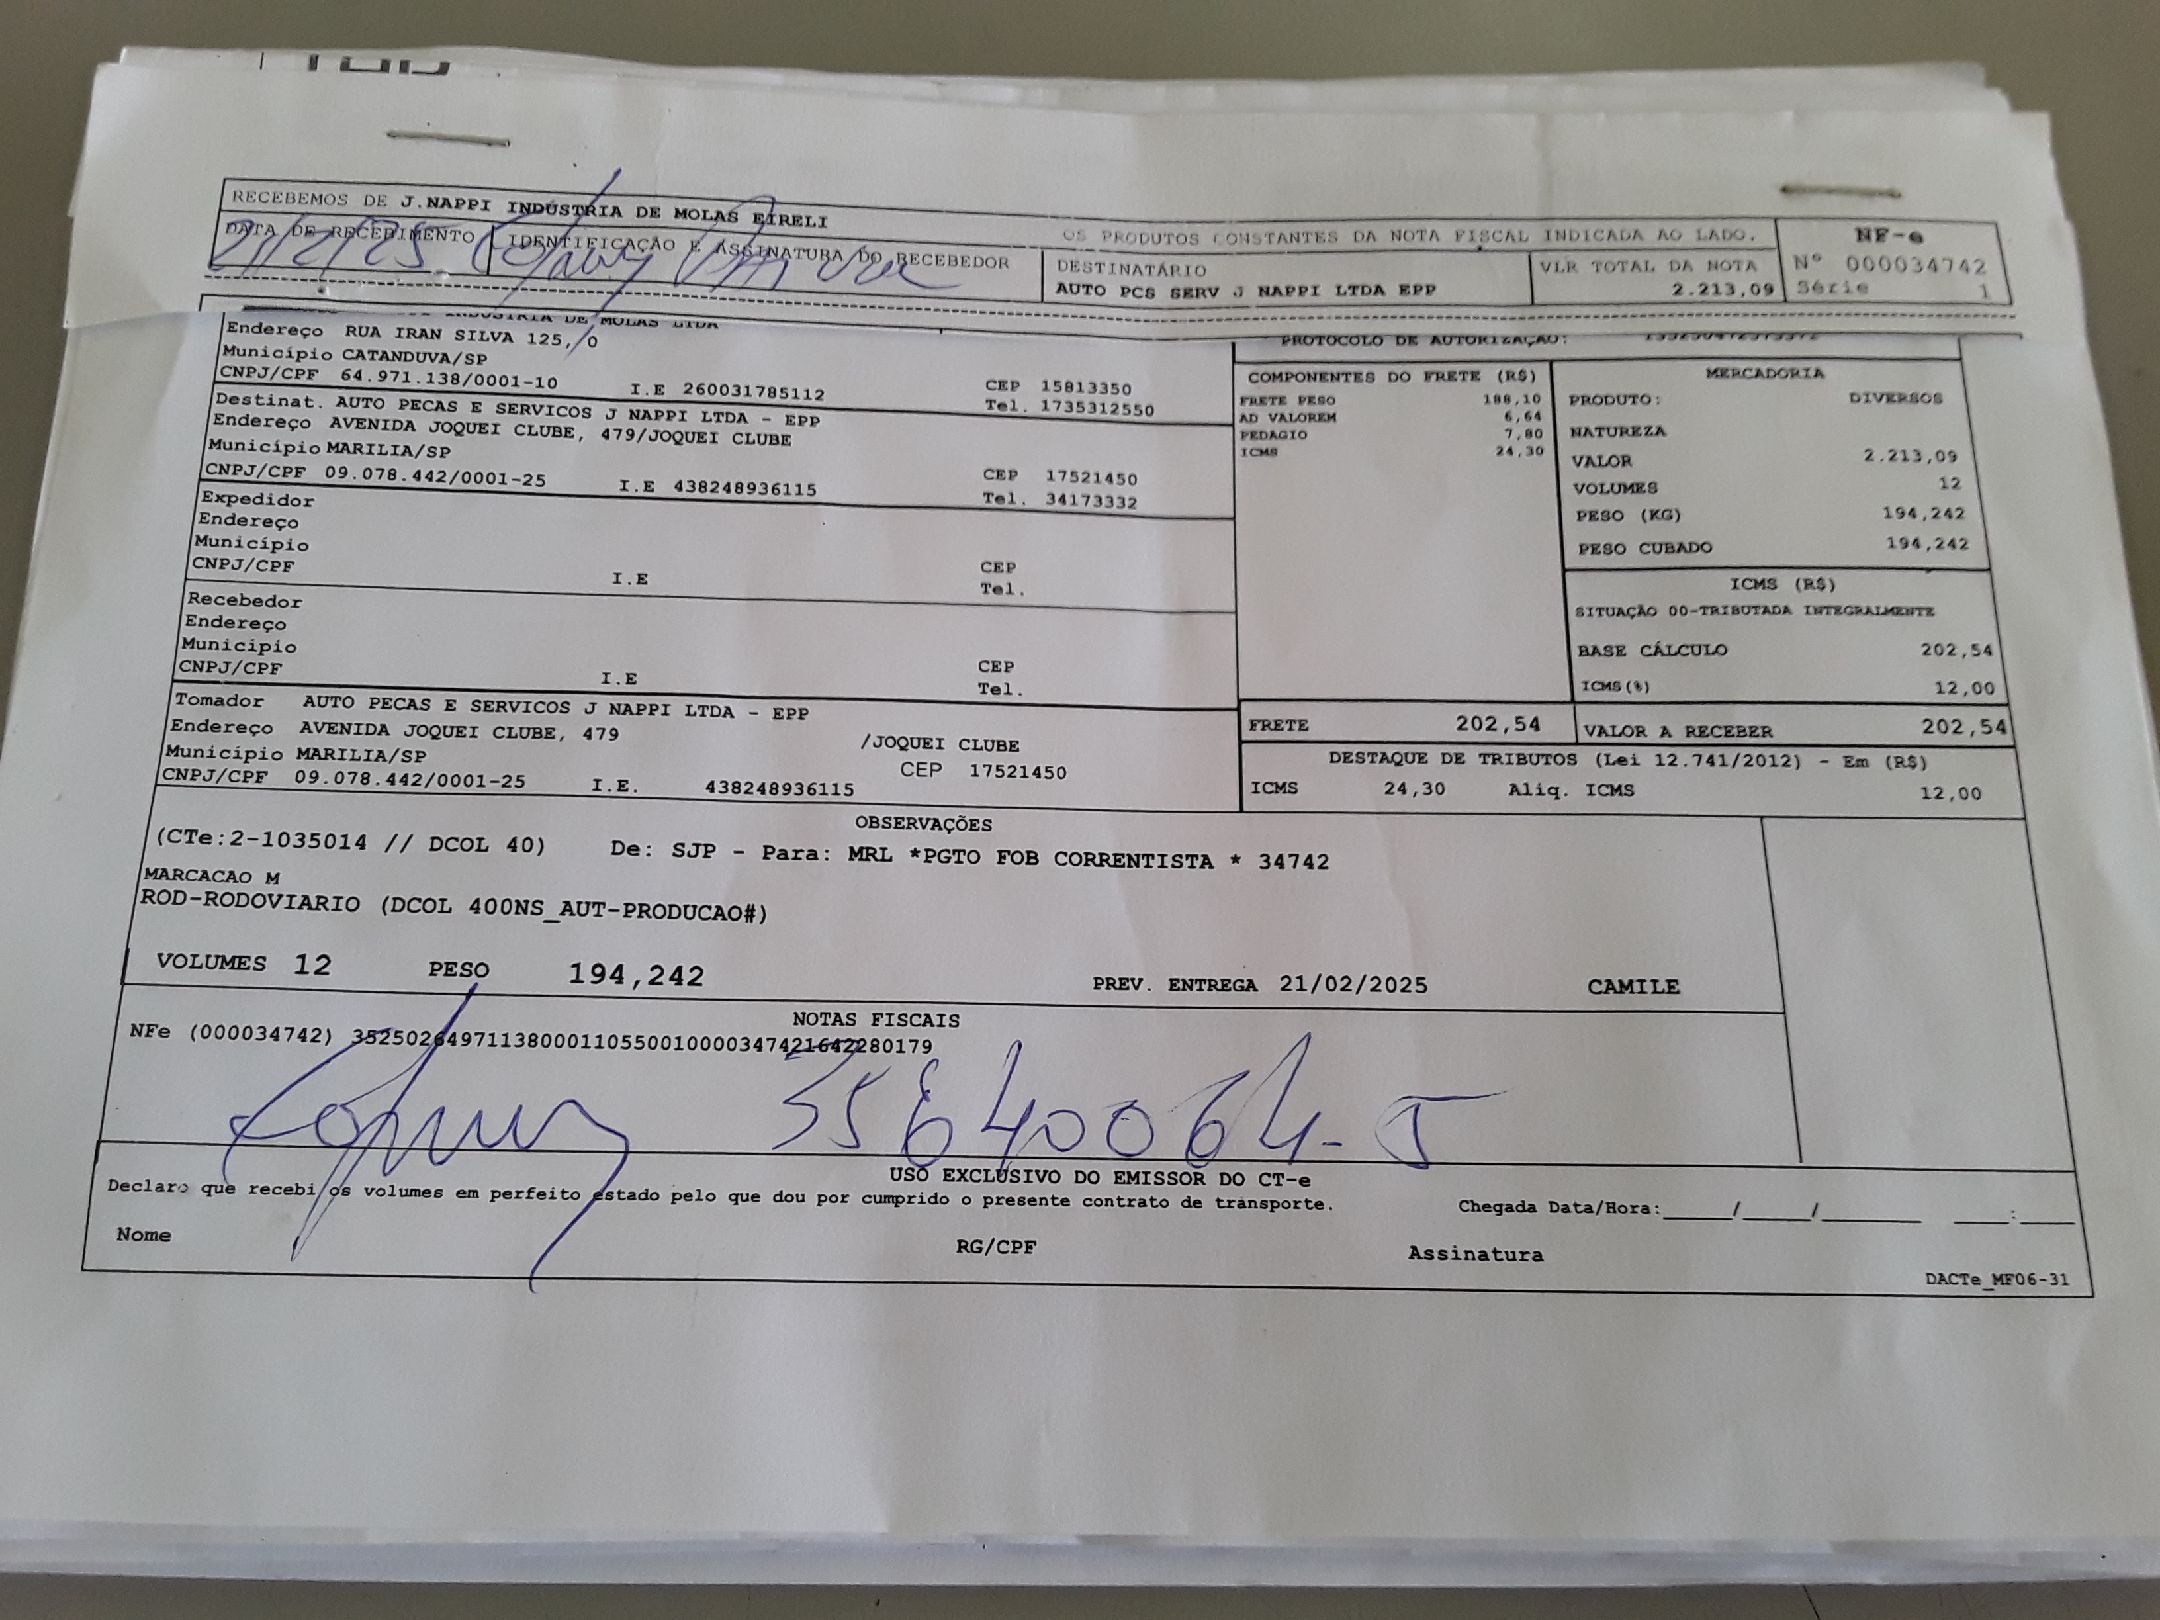 RECEBEMOS DE J.NAPPI INDUSTRIA DE MOLAS EIRELI
OS PRODUTOS CONSTANTES DA NOTA FISCAL INDICADA AO LADO.
DATA DE RECEBIMENTO
21/2/25
IDENTIFICAÇÃO E ASSINATURA DO RECEBEDOR
DESTINATÁRIO
AUTO PCS SERV J NAPPI LTDA EPP
VLR TOTAL DA NOTA
2.213,09
NF-e
Nº 000034742
Série 1
INDUSTRIA DE MOLAS LTDA
Endereço RUA IRAN SILVA 125, 0
Município CATANDUVA/SP
CNPJ/CPF 64.971.138/0001-10 I.E 260031785112
CEP 15813350
Tel. 1735312550
Destinat. AUTO PECAS E SERVICOS J NAPPI LTDA - EPP
Endereço AVENIDA JOQUEI CLUBE, 479/JOQUEI CLUBE
Município MARILIA/SP
CNPJ/CPF 09.078.442/0001-25 I.E 438248936115
CEP 17521450
Tel. 34173332
Expedidor
Endereço
Município
CNPJ/CPF I.E
CEP
Tel.
Recebedor
Endereço
Município
CNPJ/CPF I.E
CEP
Tel.
Tomador AUTO PECAS E SERVICOS J NAPPI LTDA - EPP
Endereço AVENIDA JOQUEI CLUBE, 479 /JOQUEI CLUBE
Município MARILIA/SP CEP 17521450
CNPJ/CPF 09.078.442/0001-25 I.E. 438248936115
PROTOCOLO DE AUTORIZAÇÃO:
COMPONENTES DO FRETE (R$)
FRETE PESO 188,10
AD VALOREM 6,64
PEDAGIO 7,80
ICMS 24,30
MERCADORIA
PRODUTO: DIVERSOS
NATUREZA
VALOR 2.213,09
VOLUMES 12
PESO (KG) 194,242
PESO CUBADO 194,242
ICMS (R$)
SITUAÇÃO 00-TRIBUTADA INTEGRALMENTE
BASE CÁLCULO 202,54
ICMS(%) 12,00
FRETE 202,54
VALOR A RECEBER 202,54
DESTAQUE DE TRIBUTOS (Lei 12.741/2012) - Em (R$)
ICMS 24,30 Aliq. ICMS 12,00
OBSERVAÇÕES
(CTe:2-1035014 // DCOL 40) De: SJP - Para: MRL *PGTO FOB CORRENTISTA * 34742
MARCACAO M
ROD-RODOVIARIO (DCOL 400NS_AUT-PRODUCAO#)
VOLUMES 12 PESO 194,242 PREV. ENTREGA 21/02/2025 CAMILE
NOTAS FISCAIS
NFe (000034742) 35250264971138000110550010000347421642280179
35640064-5
USO EXCLUSIVO DO EMISSOR DO CT-e
Declaro que recebi os volumes em perfeito estado pelo que dou por cumprido o presente contrato de transporte.
Chegada Data/Hora:_____/_____/_______ ____:____
Nome RG/CPF Assinatura
DACTe_MF06-31